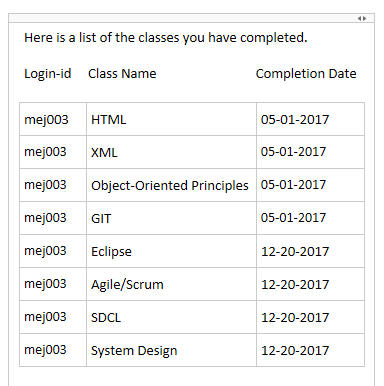 Here is a list of the classes you have completed.
Login-id Class Name Completion Date
mej003 HTML 05-01-2017
mej003 XML 05-01-2017
mej003 Object-Oriented Principles 05-01-2017
mej003 GIT 05-01-2017
mej003 Eclipse 12-20-2017
mej003 Agile/Scrum 12-20-2017
mej003 SDCL 12-20-2017
mej003 System Design 12-20-2017